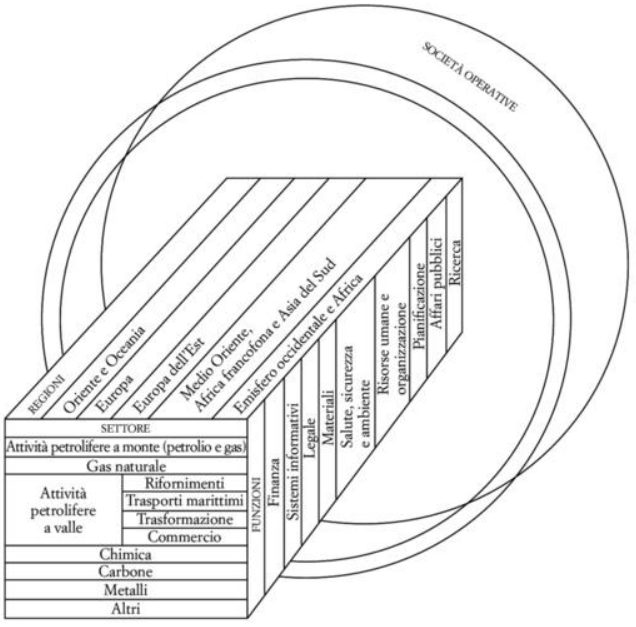 SOCIETÀ OPERATIVE
REGIONI
Oriente e Oceania
Europa
Europa dell'Est
Medio Oriente,
Africa francofona e Asia del Sud
Emisfero occidentale e Africa
SETTORE
Attività petrolifere a monte (petrolio e gas)
Gas naturale
Attività
petrolifere
a valle
Rifornimenti
Trasporti marittimi
Trasformazione
Commercio
Chimica
Carbone
Metalli
Altri
FUNZIONI
Finanza
Sistemi informativi
Legale
Materiali
Salute, sicurezza
e ambiente
Risorse umane e
organizzazione
Pianificazione
Affari pubblici
Ricerca